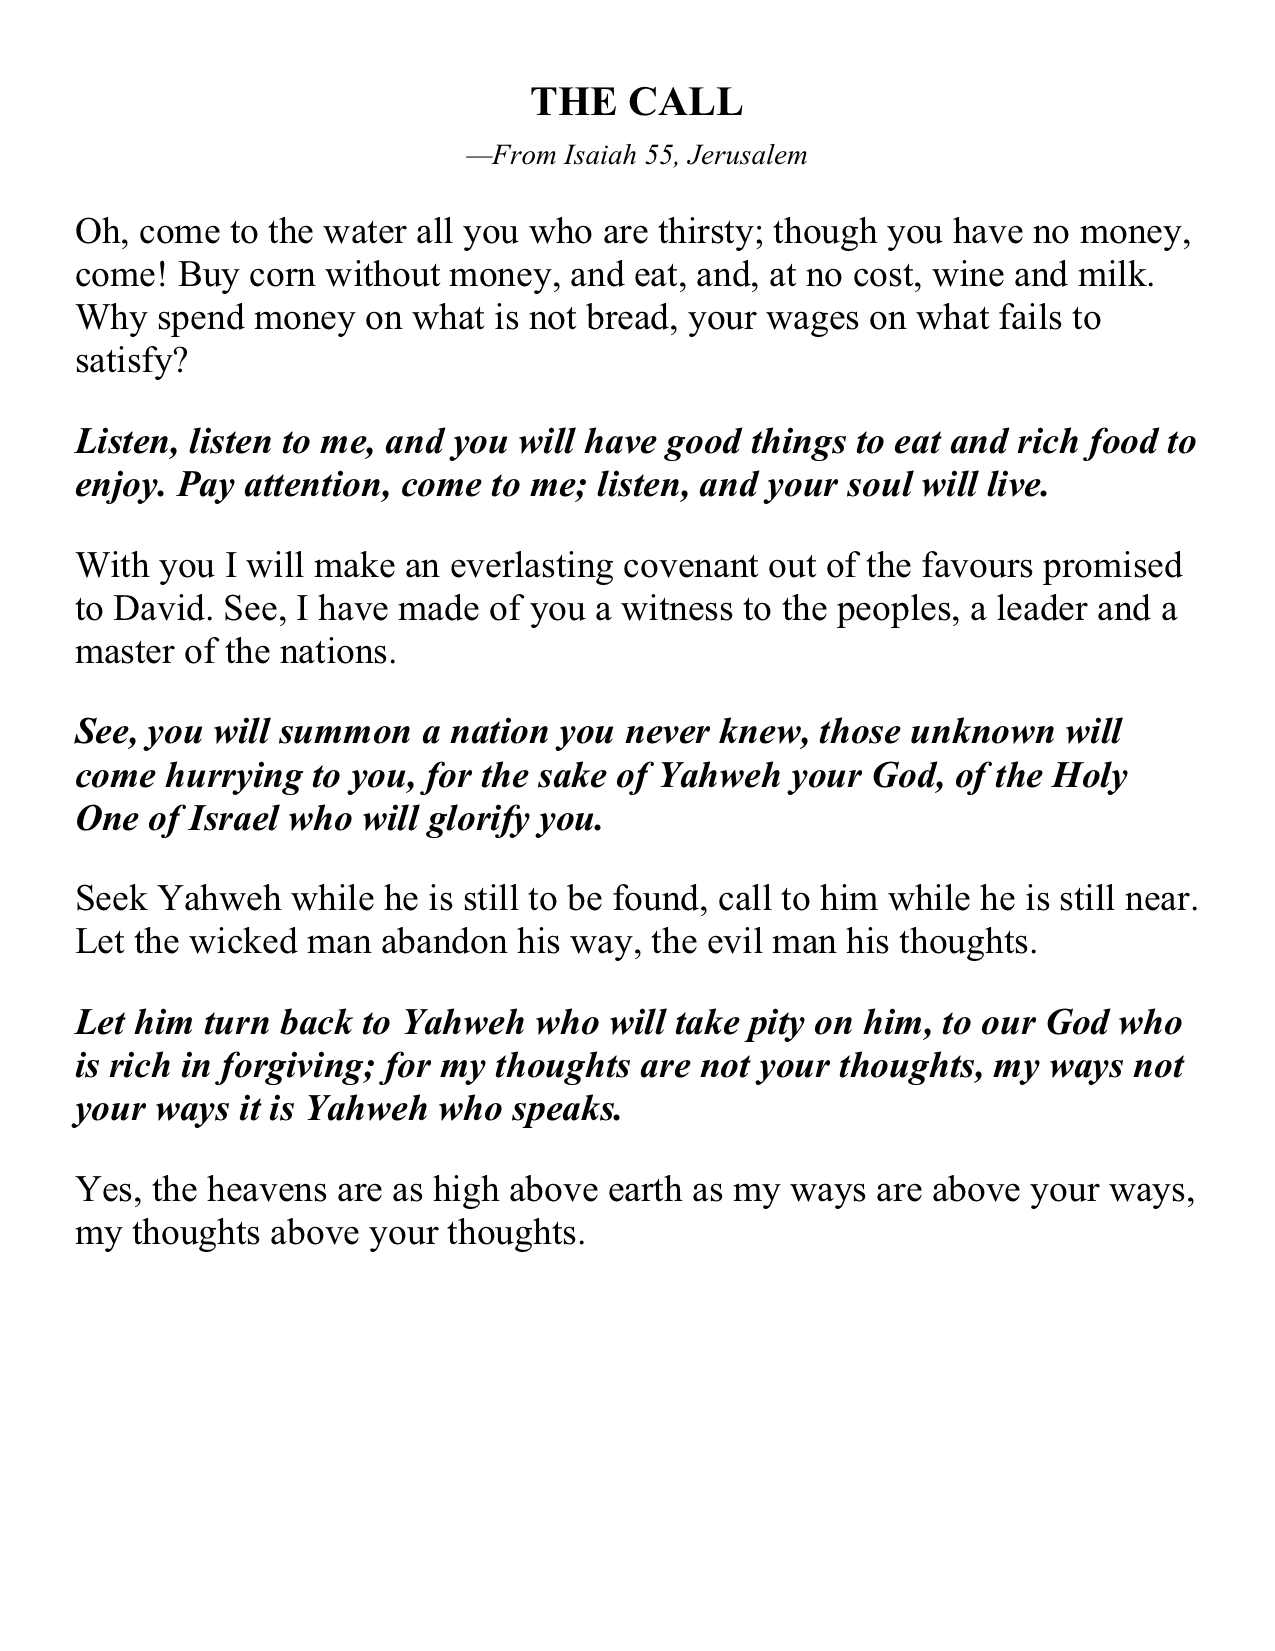 THE CALL
—From Isaiah 55, Jerusalem
Oh, come to the water all you who are thirsty; though you have no money,
come! Buy corn without money, and eat, and, at no cost, wine and milk.
Why spend money on what is not bread, your wages on what fails to
satisfy?
Listen, listen to me, and you will have good things to eat and rich food to
enjoy. Pay attention, come to me; listen, and your soul will live.
With you I will make an everlasting covenant out of the favours promised
to David. See, I have made of you a witness to the peoples, a leader and a
master of the nations.
See, you will summon a nation you never knew, those unknown will
come hurrying to you, for the sake of Yahweh your God, of the Holy
One of Israel who will glorify you.
Seek Yahweh while he is still to be found, call to him while he is still near.
Let the wicked man abandon his way, the evil man his thoughts.
Let him turn back to Yahweh who will take pity on him, to our God who
is rich in forgiving; for my thoughts are not your thoughts, my ways not
your ways it is Yahweh who speaks.
Yes, the heavens are as high above earth as my ways are above your ways,
my thoughts above your thoughts.